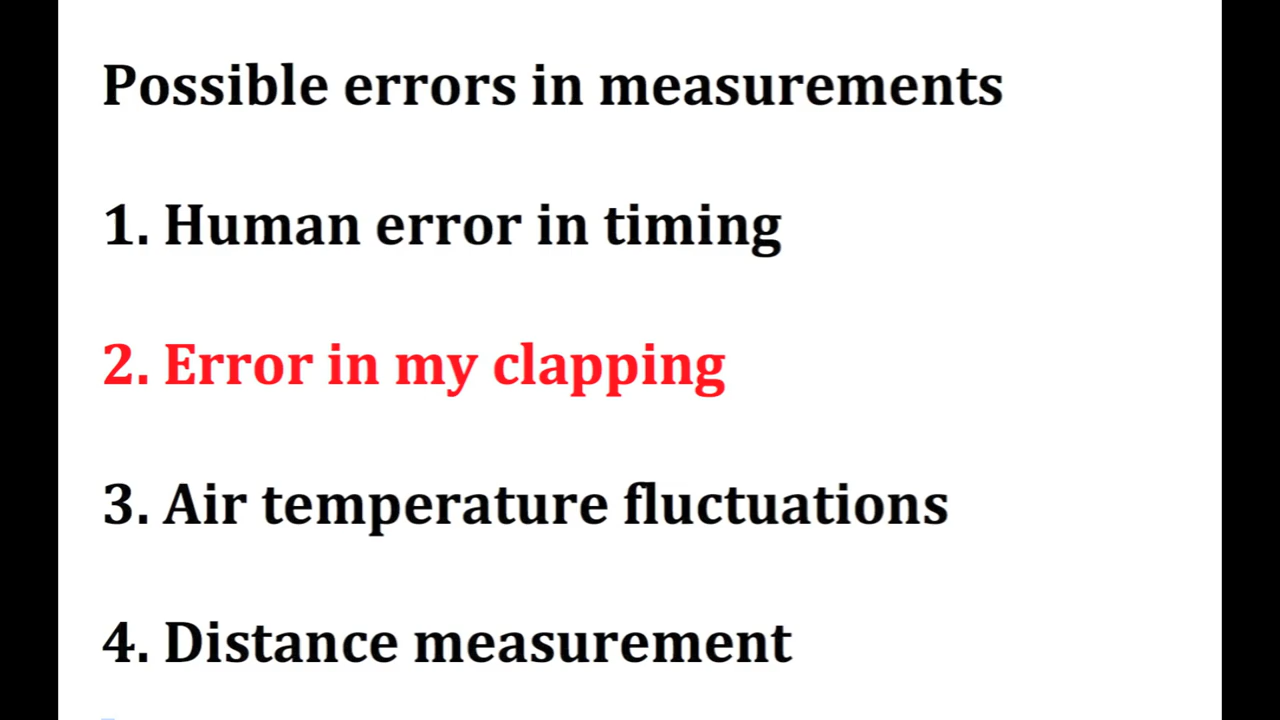 Possible errors in measurements
1. Human error in timing
2. Error in my clapping
3. Air temperature fluctuations
4. Distance measurement